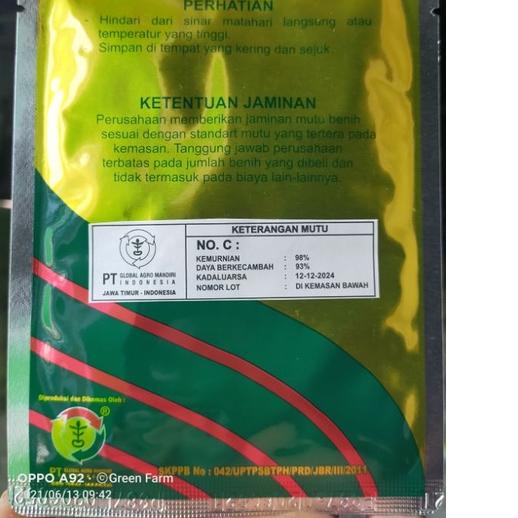 PERHATIAN
- Hindari dari sinar matahari langsung atau
temperatur yang tinggi.
- Simpan di tempat yang kering dan sejuk.
KETENTUAN JAMINAN
Perusahaan memberikan jaminan mutu benih
sesuai dengan standart mutu yang tertera pada
kemasan. Tanggung jawab perusahaan
terbatas pada jumlah benih yang dibeli dan
tidak termasuk pada biaya lain-lainnya.
KETERANGAN MUTU
NO. C :
KEMURNIAN : 98%
DAYA BERKECAMBAH : 93%
KADALUARSA : 12-12-2024
NOMOR LOT : DI KEMASAN BAWAH
PT GLOBAL AGRO MANDIRI
INDONESIA
JAWA TIMUR - INDONESIA
Diproduksi dan Dikemas Oleh :
®
PT GLOBAL AGRO MANDIRI
SKPPB No : 042/UPTPSBTPH/PRD/JBR/III/2011
OPPO A92 · ©Green Farm
21/06/13 09:42